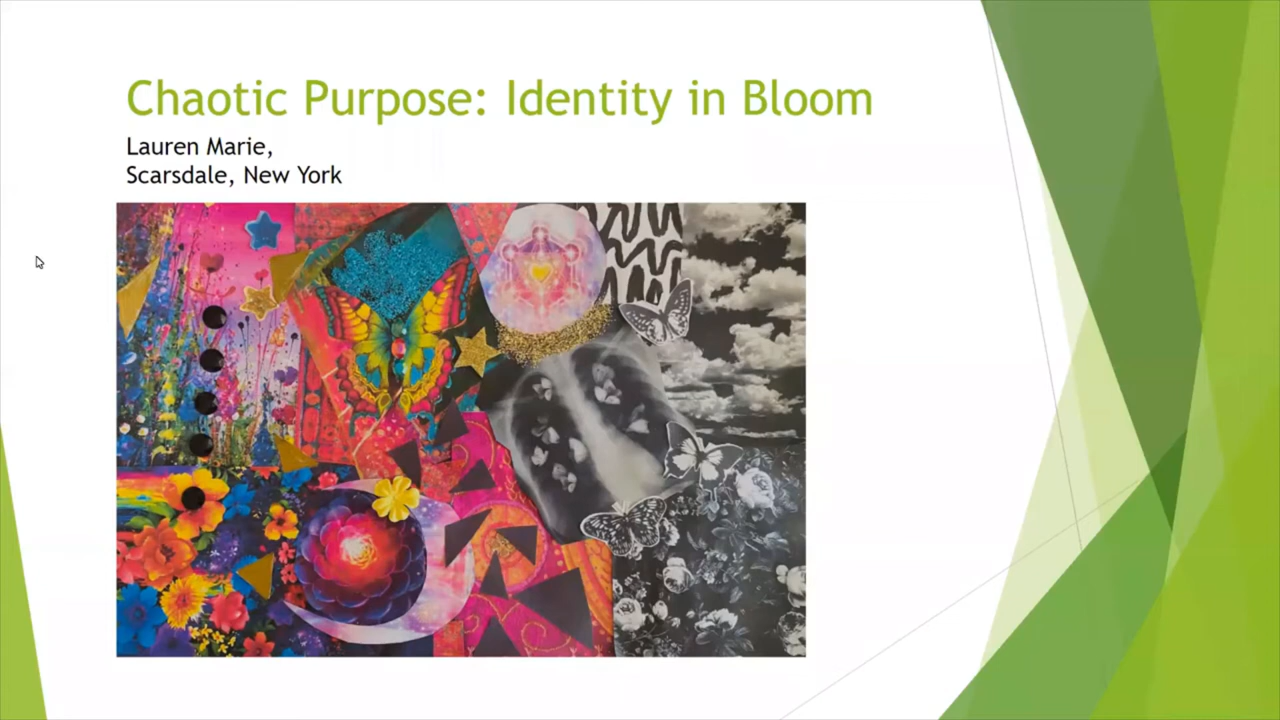 Chaotic Purpose: Identity in Bloom
Lauren Marie,
Scarsdale, New York